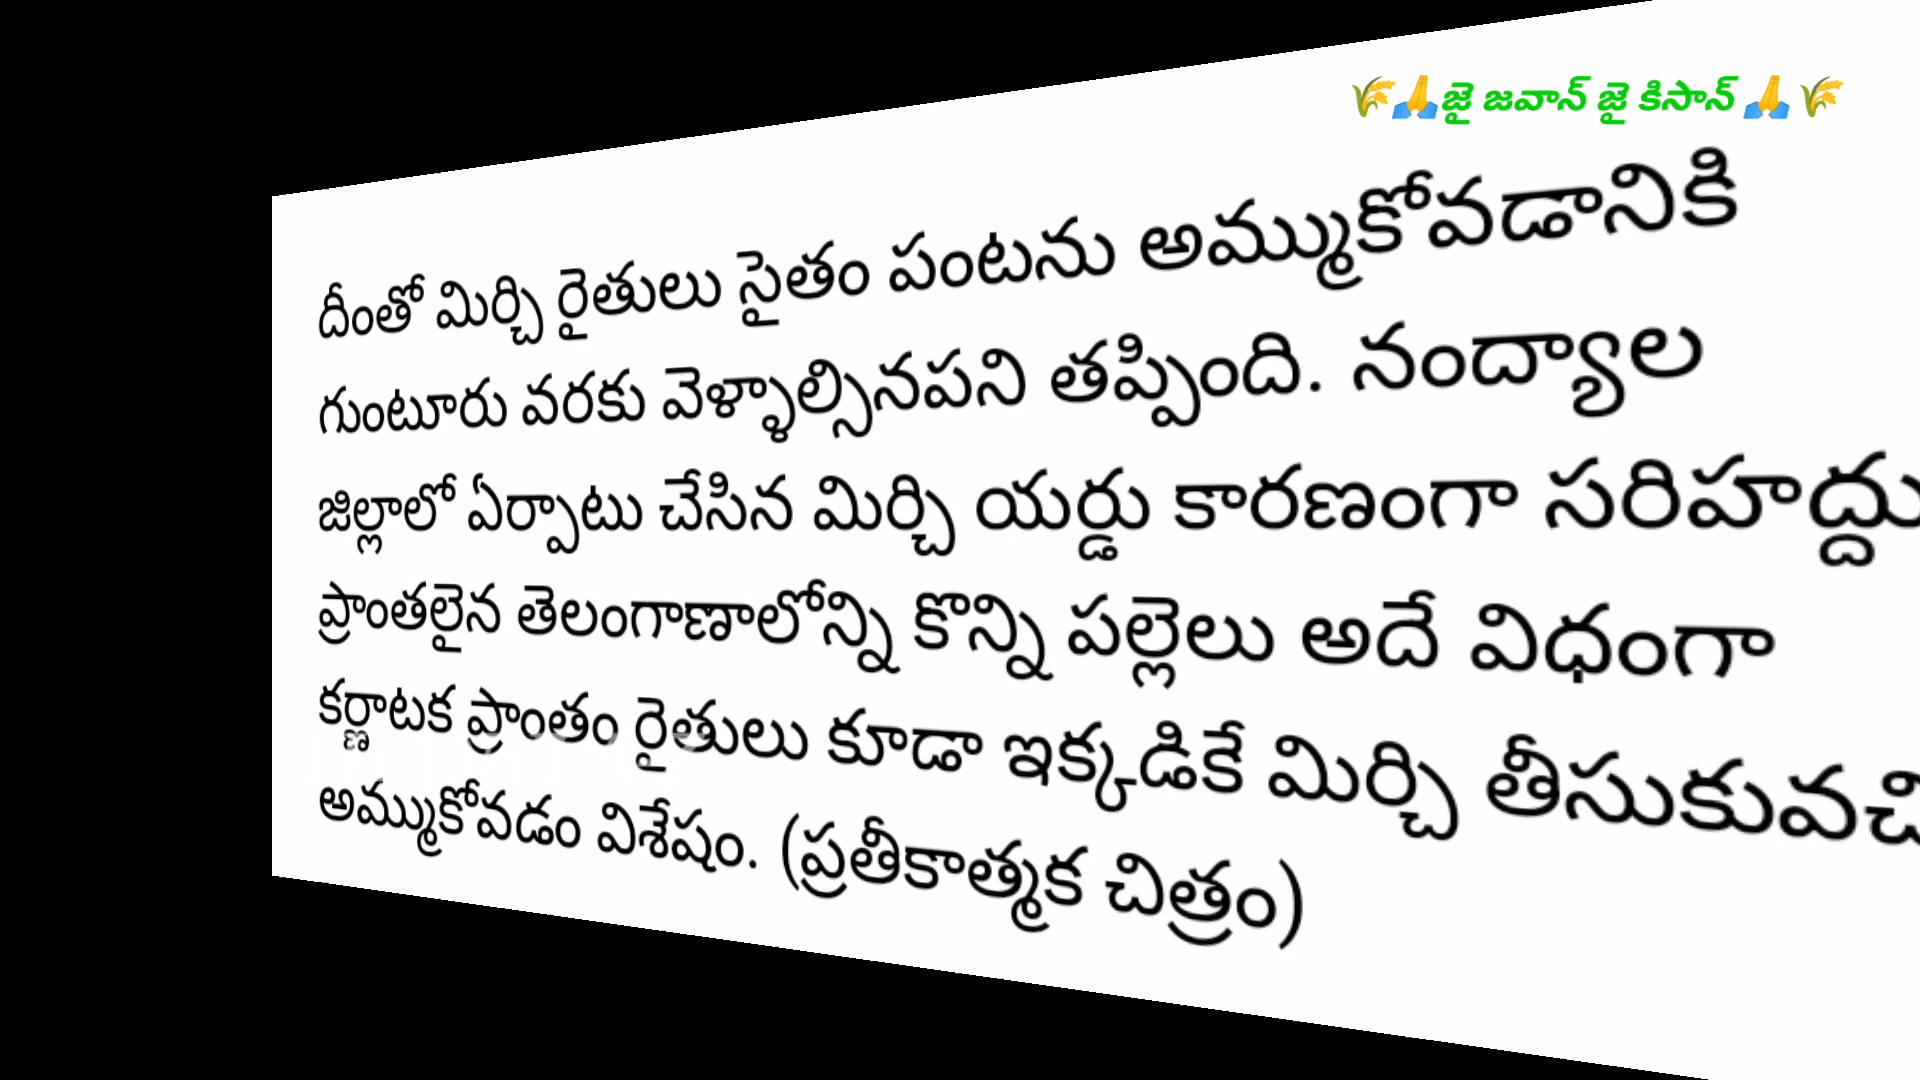 🌾🙏జై జవాన్ జై కిసాన్🙏🌾
దీంతో మిర్చి రైతులు సైతం పంటను అమ్ముకోవడానికి
గుంటూరు వరకు వెళ్ళాల్సినపని తప్పింది. నంద్యాల
జిల్లాలో ఏర్పాటు చేసిన మిర్చి యర్డు కారణంగా సరిహద్దు
ప్రాంతలైన తెలంగాణాలోన్ని కొన్ని పల్లెలు అదే విధంగా
కర్ణాటక ప్రాంతం రైతులు కూడా ఇక్కడికే మిర్చి
అమ్ముకోవడం విశేషం. (ప్రతీకాత్మక చిత్రం)